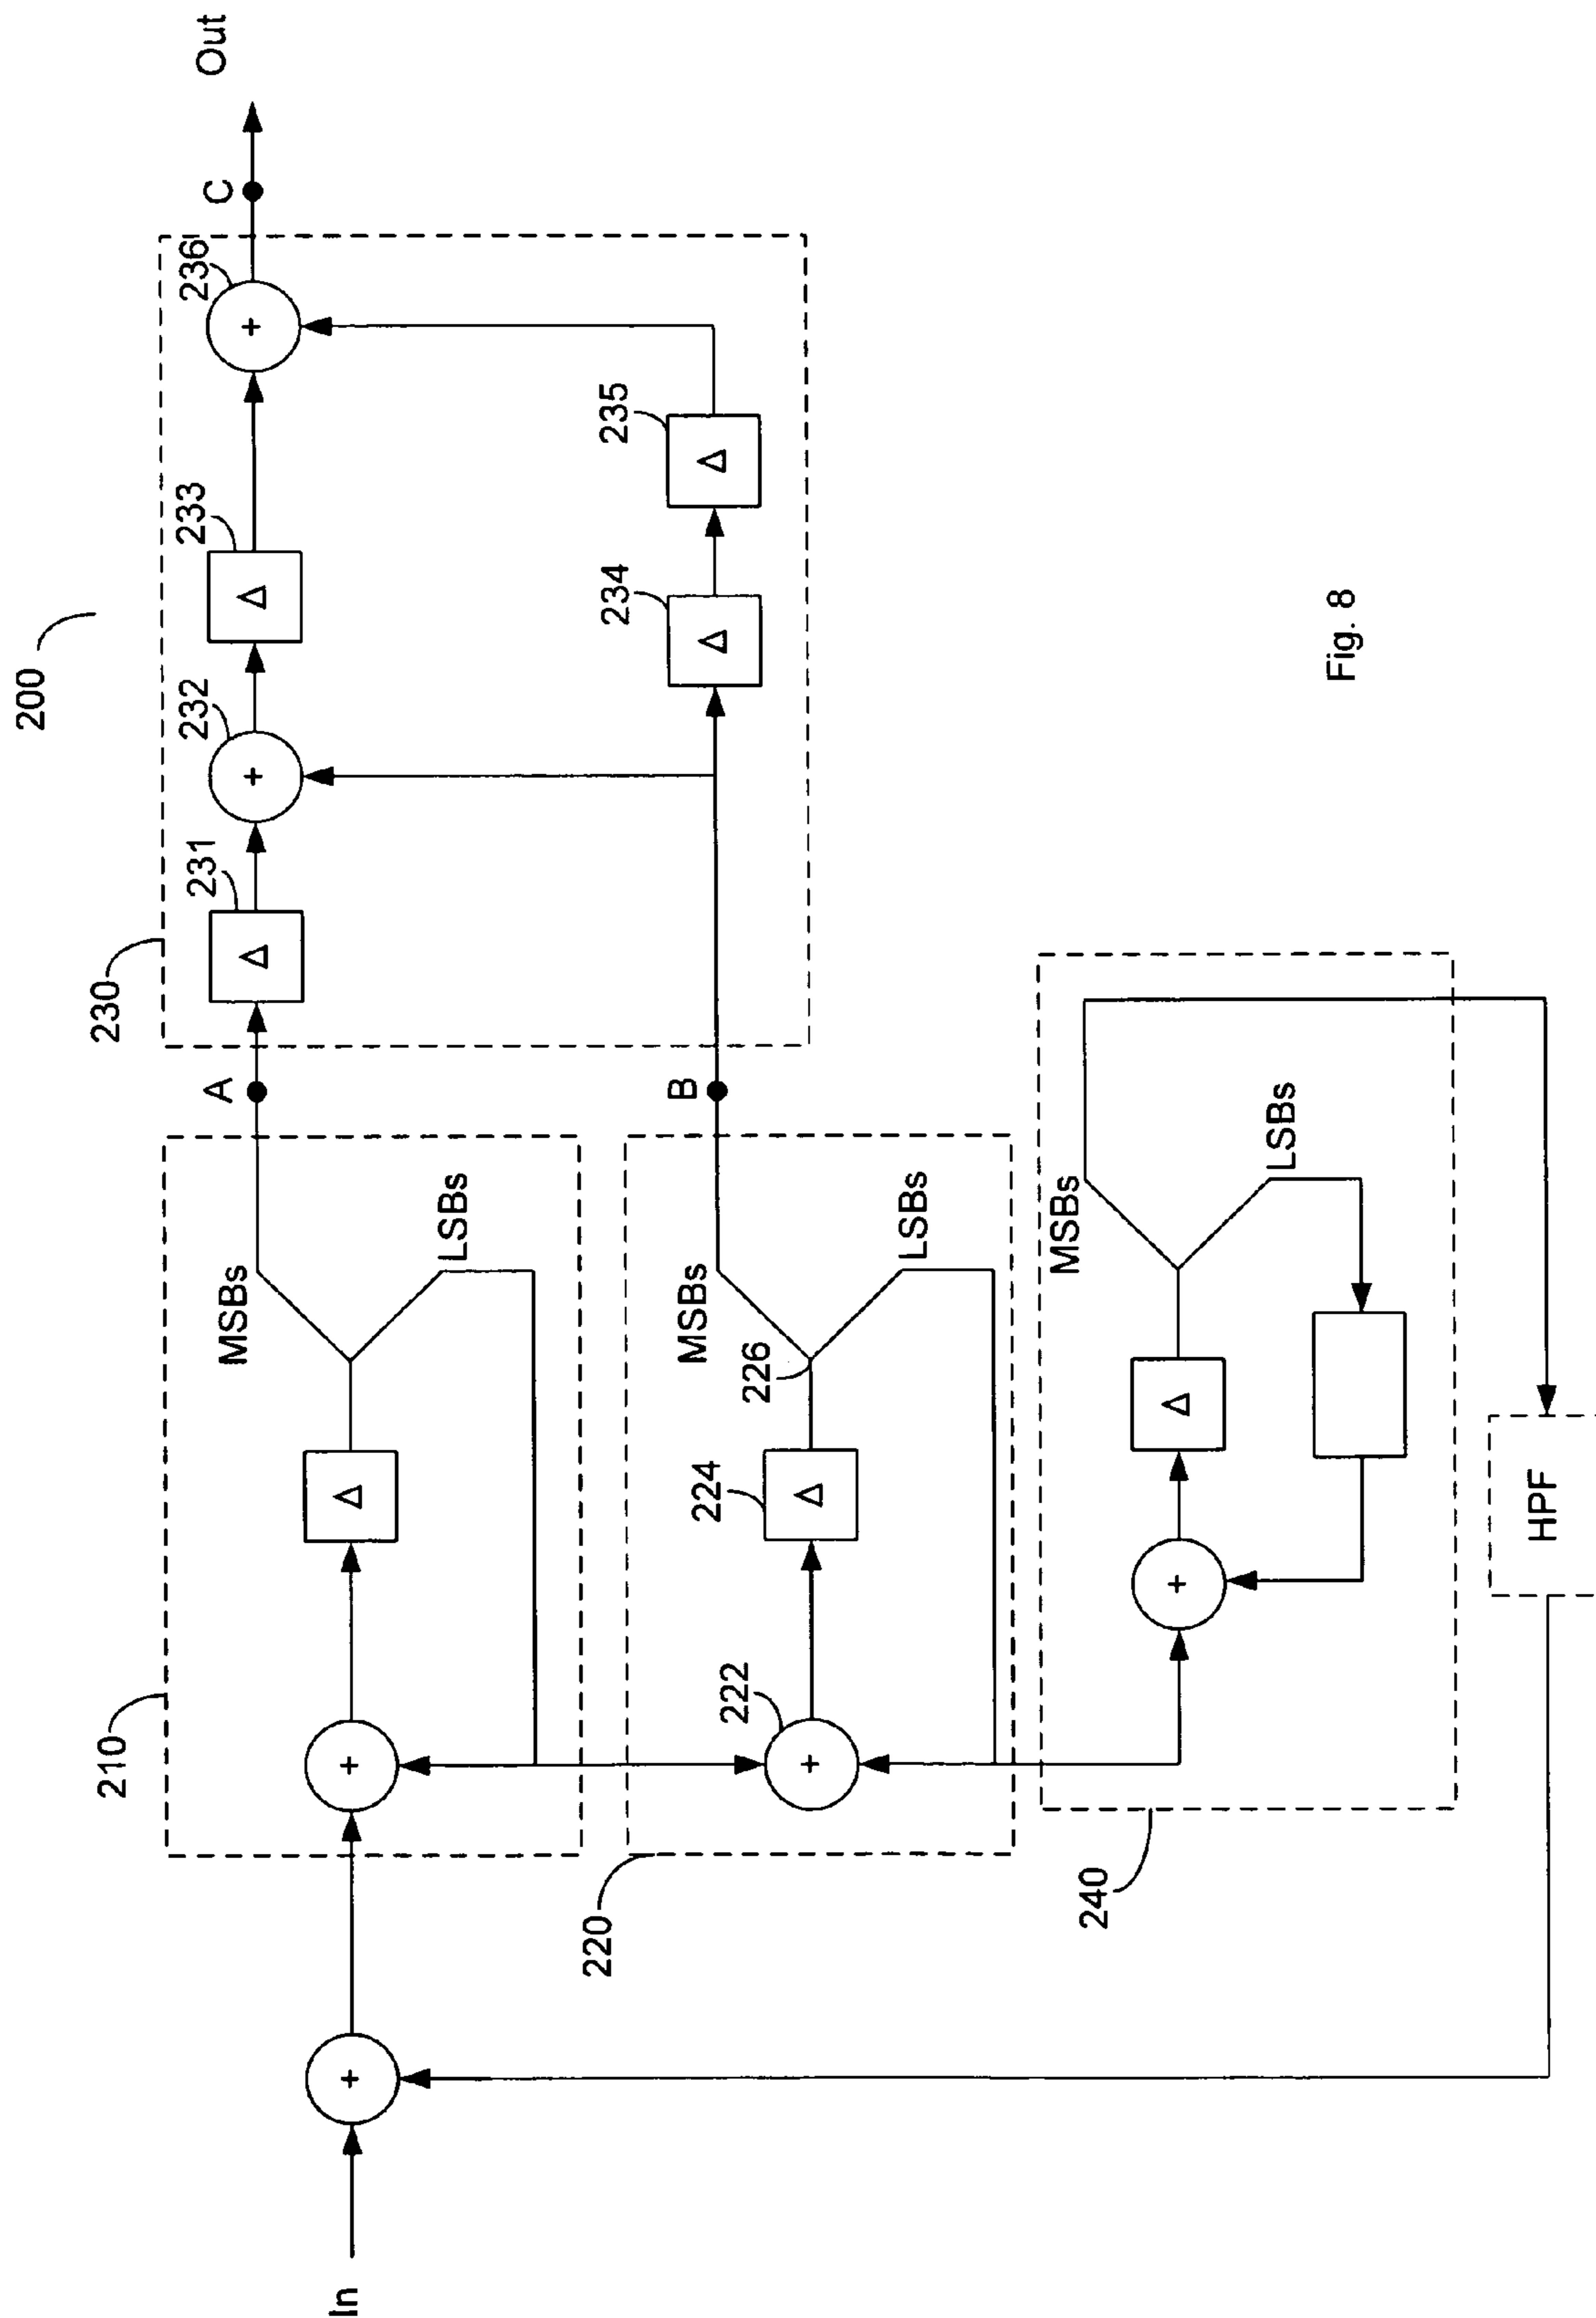 200
230
231
232
233
236
234
235
A
B
C
Out
210
MSBs
LSBs
220
222
224
226
MSBs
LSBs
240
MSBs
LSBs
HPF
In
+
+
+
+
+
+
Δ
Δ
Δ
Δ
Δ
Δ
Δ
Fig. 8